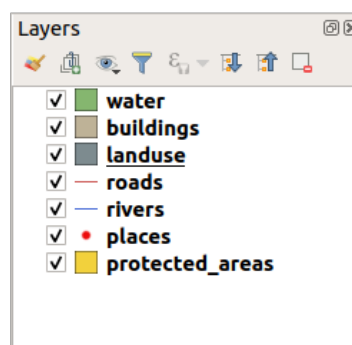 Layers
water
buildings
landuse
roads
rivers
places
protected_areas